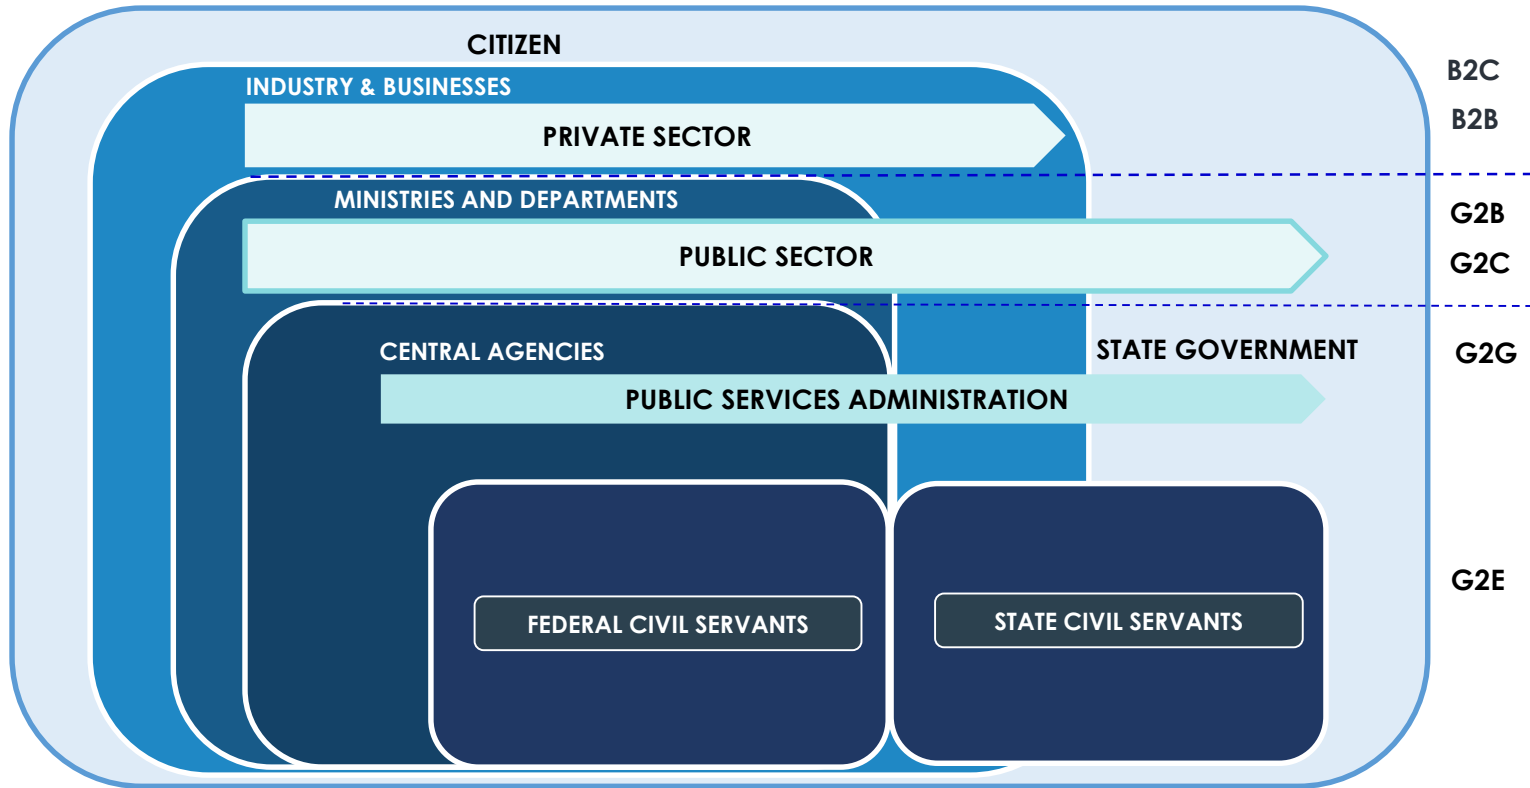 CITIZEN
B2C
INDUSTRY & BUSINESSES
B2B
PRIVATE SECTOR
MINISTRIES AND DEPARTMENTS
G2B
PUBLIC SECTOR
G2C
CENTRAL AGENCIES
STATE GOVERNMENT
G2G
PUBLIC SERVICES ADMINISTRATION
G2E
FEDERAL CIVIL SERVANTS
STATE CIVIL SERVANTS